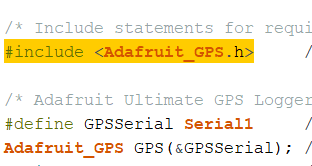 /* Include statements for requi
#include <Adafruit_GPS.h> /
/* Adafruit Ultimate GPS Logger
#define GPSSerial Serial1 /
Adafruit_GPS GPS(&GPSSerial); /